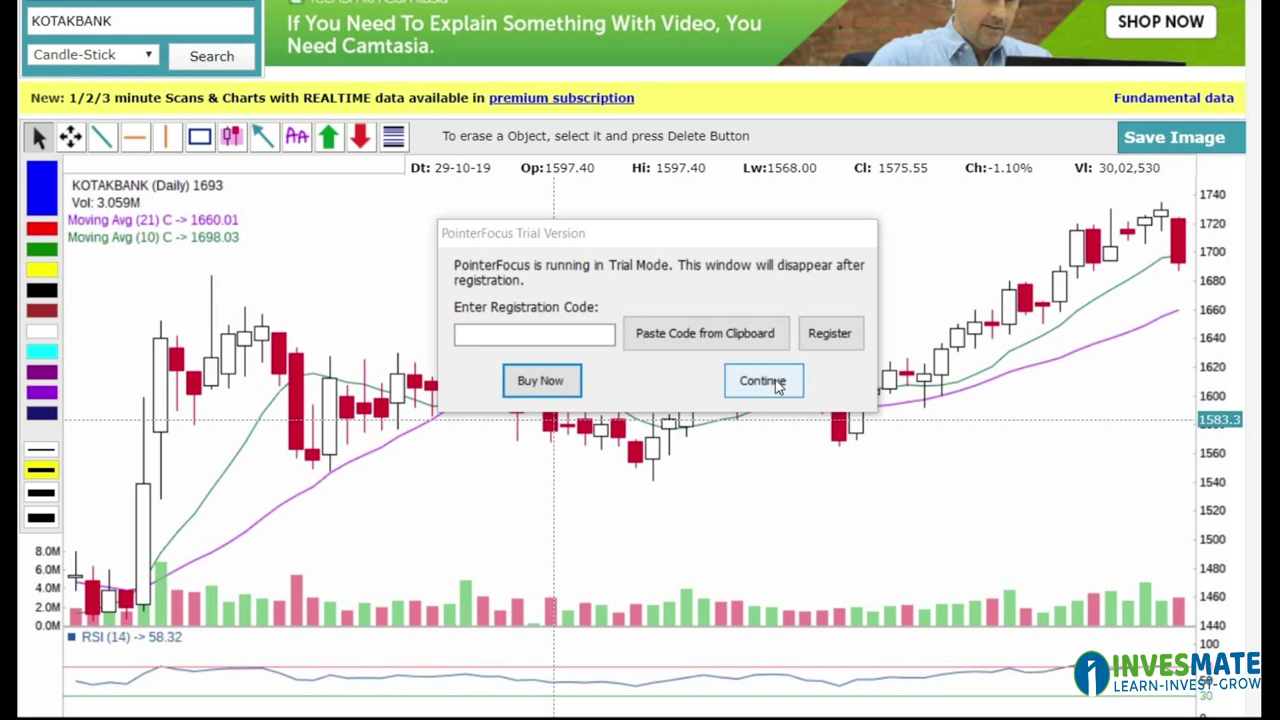 KOTAKBANK
Candle-Stick
Search
If You Need To Explain Something With Video, You
Need Camtasia.
SHOP NOW
New: 1/2/3 minute Scans & Charts with REALTIME data available in premium subscription
Fundamental data
To erase a Object, select it and press Delete Button
Save Image
Dt: 29-10-19 Op:1597.40 Hi: 1597.40 Lw:1568.00 Cl: 1575.55 Ch:-1.10% Vl: 30,02,530
KOTAKBANK (Daily) 1693
Vol: 3.059M
Moving Avg (21) C -> 1660.01
Moving Avg (10) C -> 1698.03
PointerFocus Trial Version
PointerFocus is running in Trial Mode. This window will disappear after
registration.
Enter Registration Code:
Paste Code from Clipboard
Register
Buy Now
Continue
1740
1720
1700
1680
1660
1640
1620
1600
1583.3
1560
1540
1520
1500
1480
1460
1440
8.0M
6.0M
4.0M
2.0M
0.0M
RSI (14) -> 58.32
100
30
INVESMATE
LEARN-INVEST-GROW